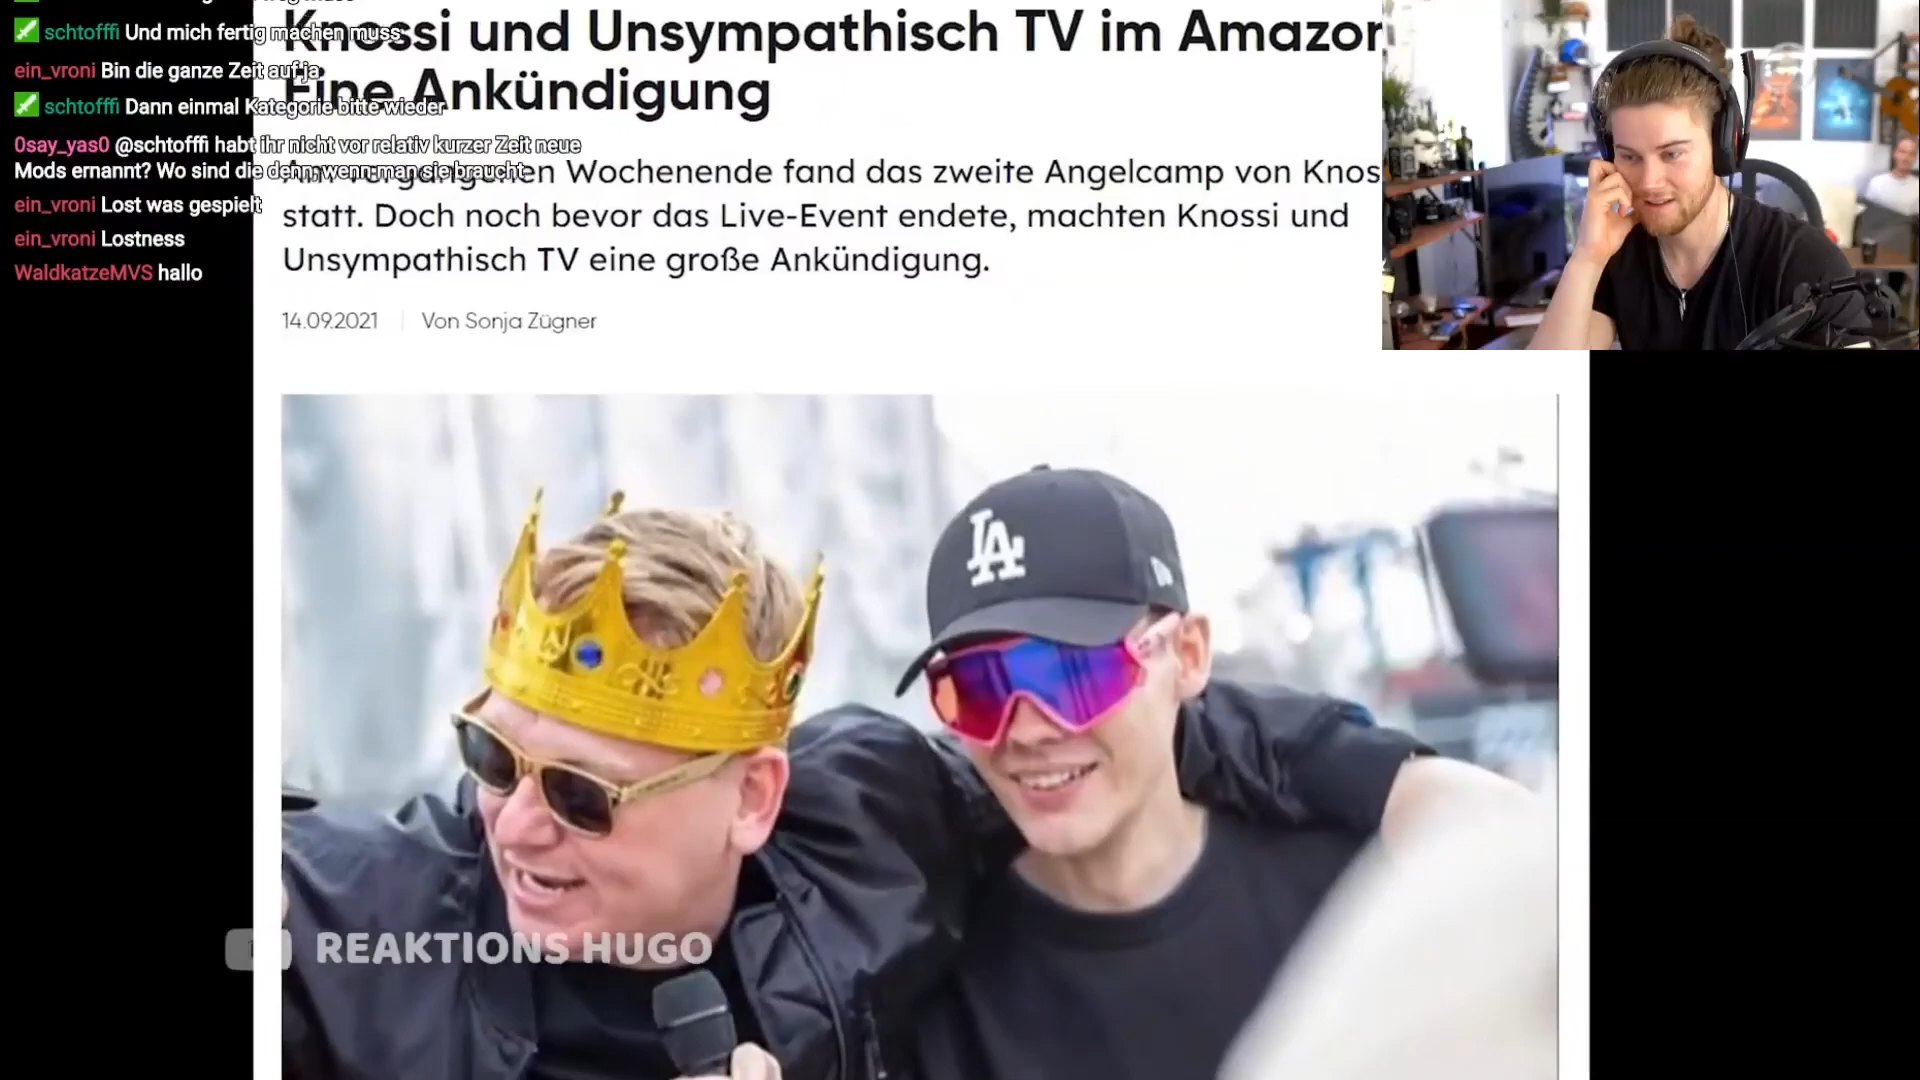 schtofffi Und mich fertig machen muss
ein_vroni Bin die ganze Zeit auf ja
schtofffi Dann einmal Kategorie bitte wieder
0say_yas0 @schtofffi habt ihr nicht vor relativ kurzer Zeit neue
Mods ernannt? Wo sind die denn wenn man sie braucht
ein_vroni Lost was gespielt
ein_vroni Lostness
WaldkatzeMVS hallo
Knossi und Unsympathisch TV im Amazon
Eine Ankündigung
Am vergangenen Wochenende fand das zweite Angelcamp von Knos
statt. Doch noch bevor das Live-Event endete, machten Knossi und
Unsympathisch TV eine große Ankündigung.
14.09.2021 Von Sonja Zügner
LA
REAKTIONS HUGO